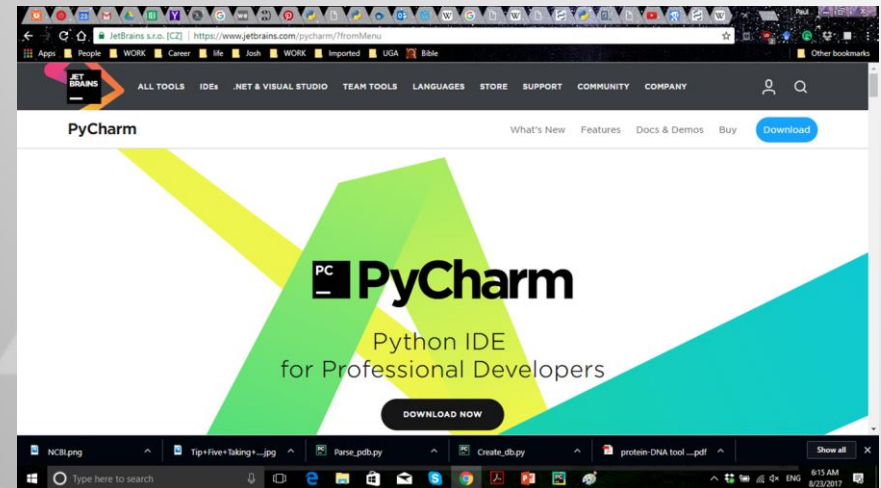 Paul
JetBrains s.r.o. [CZ] | https://www.jetbrains.com/pycharm/?fromMenu
Apps People WORK Career life Josh WORK Imported UGA Bible Other bookmarks
JET
BRAINS
ALL TOOLS IDEs .NET & VISUAL STUDIO TEAM TOOLS LANGUAGES STORE SUPPORT COMMUNITY COMPANY
PyCharm What's New Features Docs & Demos Buy Download
PC PyCharm
Python IDE
for Professional Developers
DOWNLOAD NOW
NCBI.png Tip+Five+Taking+....jpg Parse_pdb.py Create_db.py protein-DNA tool ....pdf Show all
Type here to search ENG 6:15 AM
8/23/2017